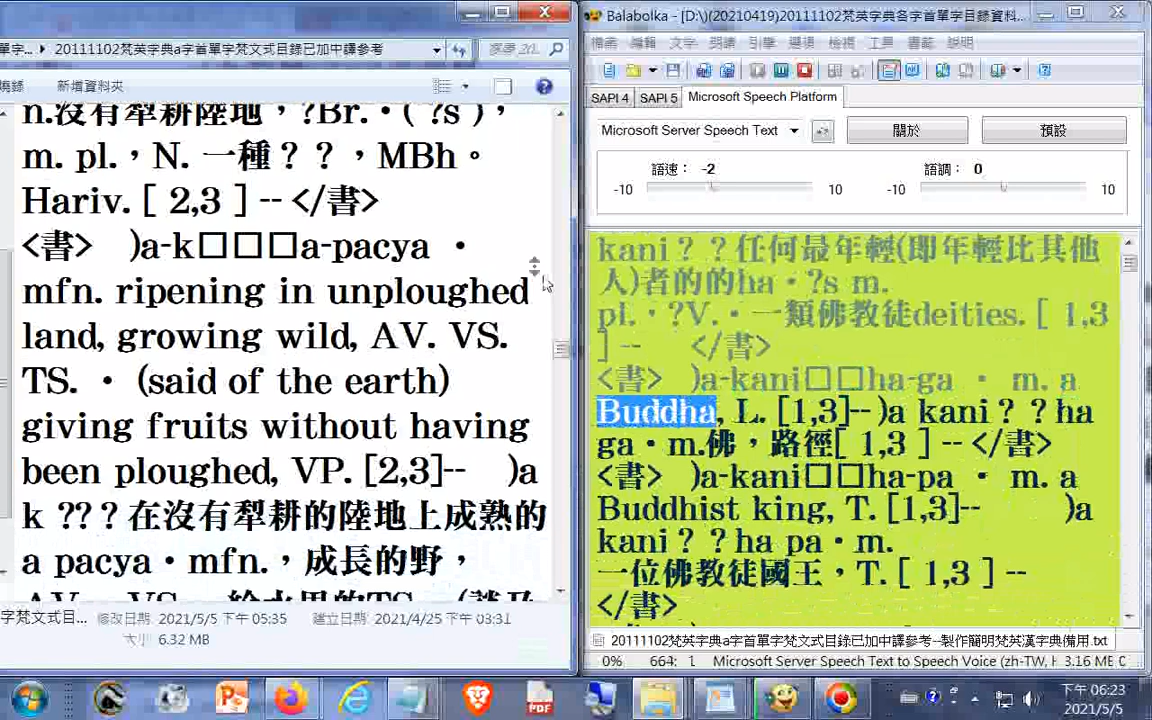 單字... ▸ 20111102梵英字典a字首單字梵文式目錄已加中譯參考
燒錄 新增資料夾
n.沒有犁耕陸地，?Br.·( ?s )，
m. pl.，N. 一種？？，MBh。
Hariv. [ 2,3 ] -- </書>
<書> )a-k□□□a-pacya ·
mfn. ripening in unploughed
land, growing wild, AV. VS.
TS. · (said of the earth)
giving fruits without having
been ploughed, VP. [2,3]-- )a
k ???在沒有犁耕的陸地上成熟的
a pacya·mfn.，成長的野，
字梵文式目... 修改日期: 2021/5/5 下午 05:35 建立日期: 2021/4/25 下午 03:31
大小: 6.32 MB
Balabolka - [D:\)(20210419)20111102梵英字典各字首單字目錄資料...
檔案 編輯 文字 朗讀 引擎 選項 檢視 工具 書籤 說明
SAPI 4 SAPI 5 Microsoft Speech Platform
Microsoft Server Speech Text 關於 預設
語速： -2 語調： 0
-10 10 -10 10
kani？？任何最年輕(即年輕比其他
人)者的的ha·?s m.
pl.·?V.·一類佛教徒deities. [ 1,3
] -- </書>
<書> )a-kani□□ha-ga · m. a
Buddha, L. [1,3]-- )a kani？？ha
ga·m.佛，路徑[ 1,3 ] -- </書>
<書> )a-kani□□ha-pa · m. a
Buddhist king, T. [1,3]-- )a
kani？？ha pa·m.
一位佛教徒國王，T. [ 1,3 ] --
</書>
20111102梵英字典a字首單字梵文式目錄已加中譯參考--製作簡明梵英漢字典備用.txt
0% 664: 1 Microsoft Server Speech Text to Speech Voice (zh-TW, H 3.16 ME C
PDF
下午 06:23
2021/5/5